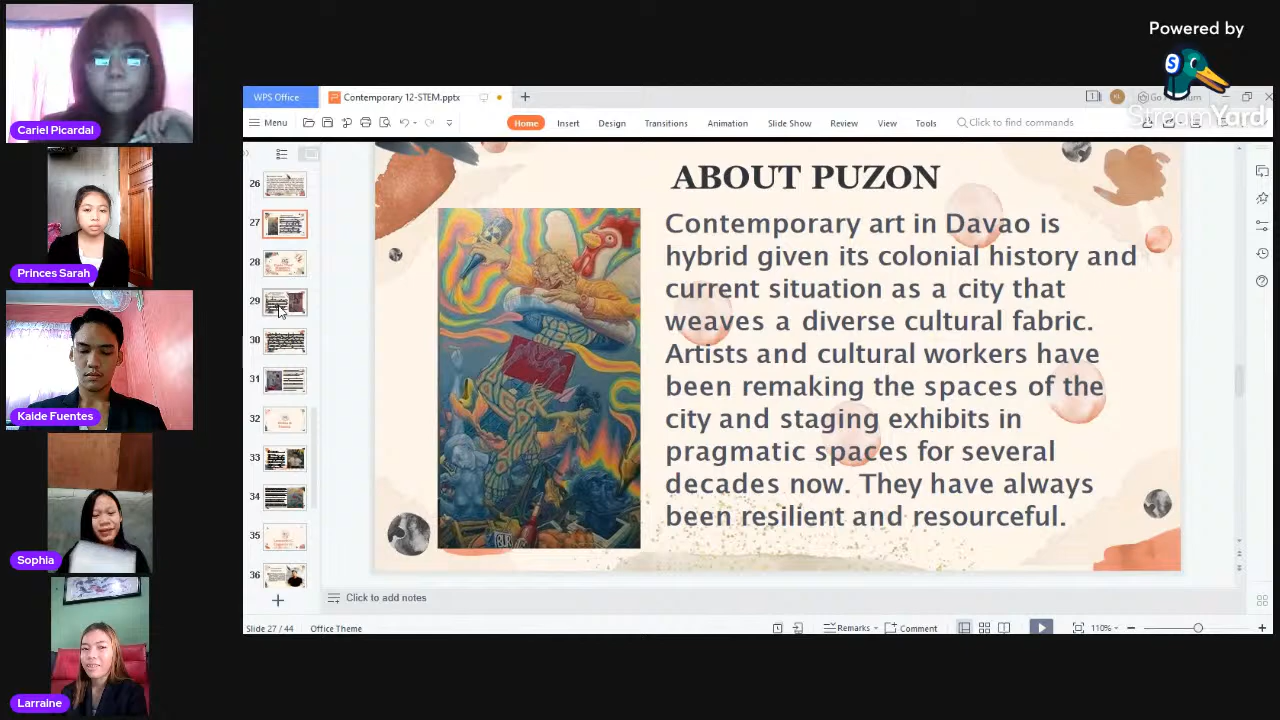 Powered by
StreamYard
Cariel Picardal
Princes Sarah
Kaide Fuentes
Sophia
Larraine
WPS Office
Contemporary 12-STEM.pptx
Menu
Home Insert Design Transitions Animation Slide Show Review View Tools Click to find commands
26
27
28
29
30
31
32
33
34
35
36
ABOUT PUZON
Contemporary art in Davao is
hybrid given its colonial history and
current situation as a city that
weaves a diverse cultural fabric.
Artists and cultural workers have
been remaking the spaces of the
city and staging exhibits in
pragmatic spaces for several
decades now. They have always
been resilient and resourceful.
Click to add notes
Slide 27 / 44 Office Theme
Remarks Comment 110%